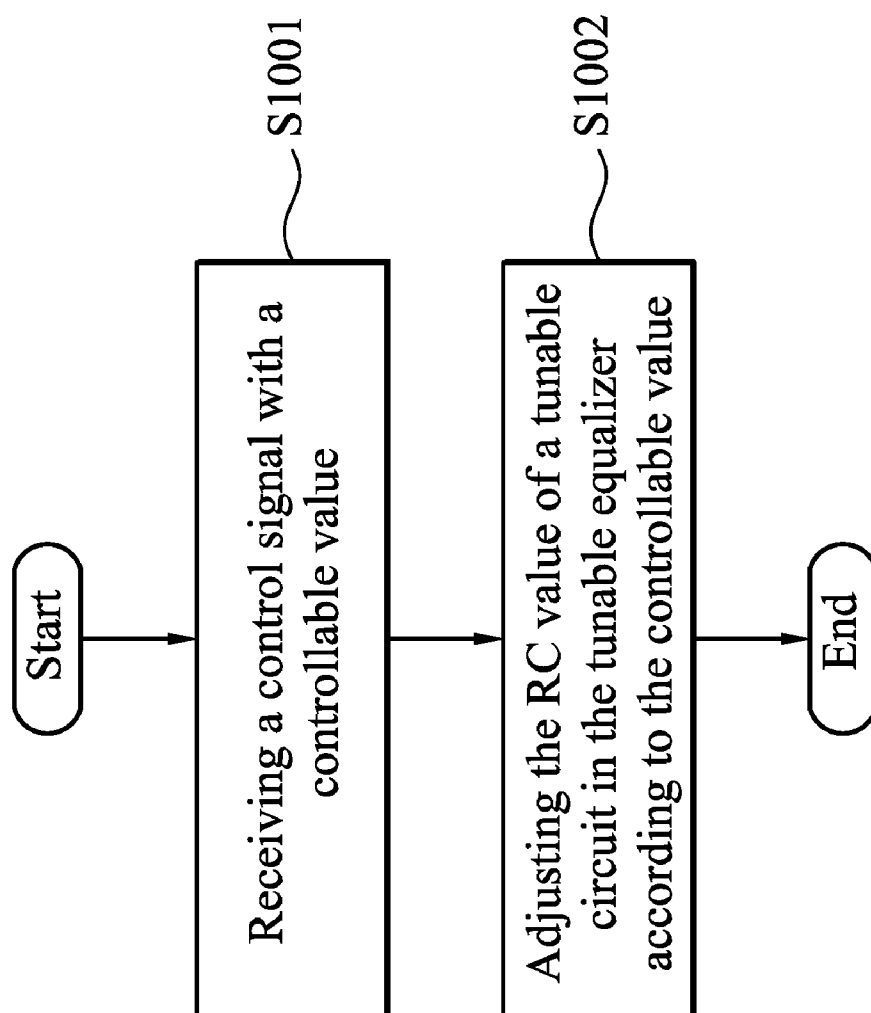 Start
Receiving a control signal with a
controllable value
S1001
Adjusting the RC value of a tunable
circuit in the tunable equalizer
according to the controllable value
S1002
End